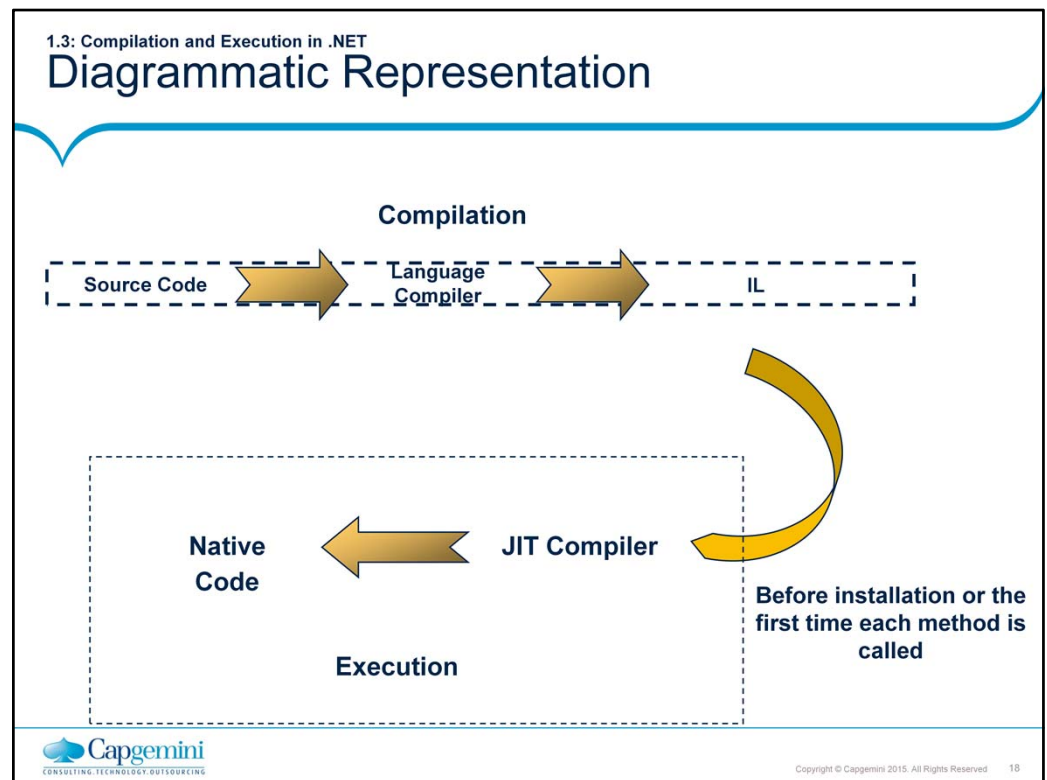 1.3: Compilation and Execution in .NET
Diagrammatic Representation
Compilation
Source Code
Language
Compiler
IL
Native
Code
JIT Compiler
Before installation or the
first time each method is
called
Execution
Capgemini
CONSULTING.TECHNOLOGY.OUTSOURCING
Copyright © Capgemini 2015. All Rights Reserved 18